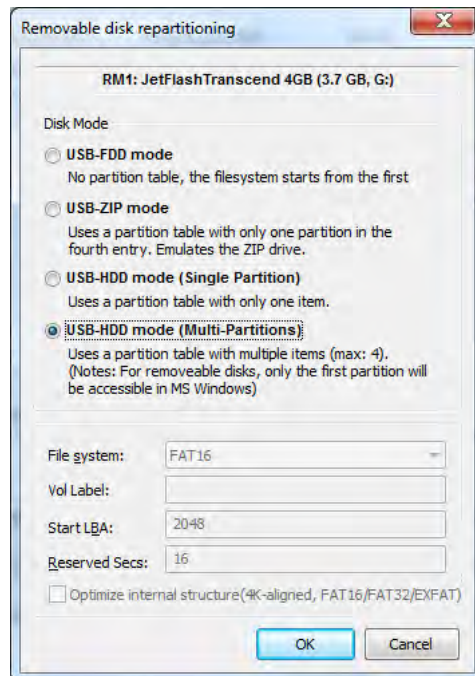 Removable disk repartitioning
RM1: JetFlashTranscend 4GB (3.7 GB, G:)
Disk Mode
USB-FDD mode
No partition table, the filesystem starts from the first
USB-ZIP mode
Uses a partition table with only one partition in the
fourth entry. Emulates the ZIP drive.
USB-HDD mode (Single Partition)
Uses a partition table with only one item.
USB-HDD mode (Multi-Partitions)
Uses a partition table with multiple items (max: 4).
(Notes: For removeable disks, only the first partition will
be accessible in MS Windows)
File system: FAT16
Vol Label:
Start LBA: 2048
Reserved Secs: 16
Optimize internal structure(4K-aligned, FAT16/FAT32/EXFAT)
OK Cancel